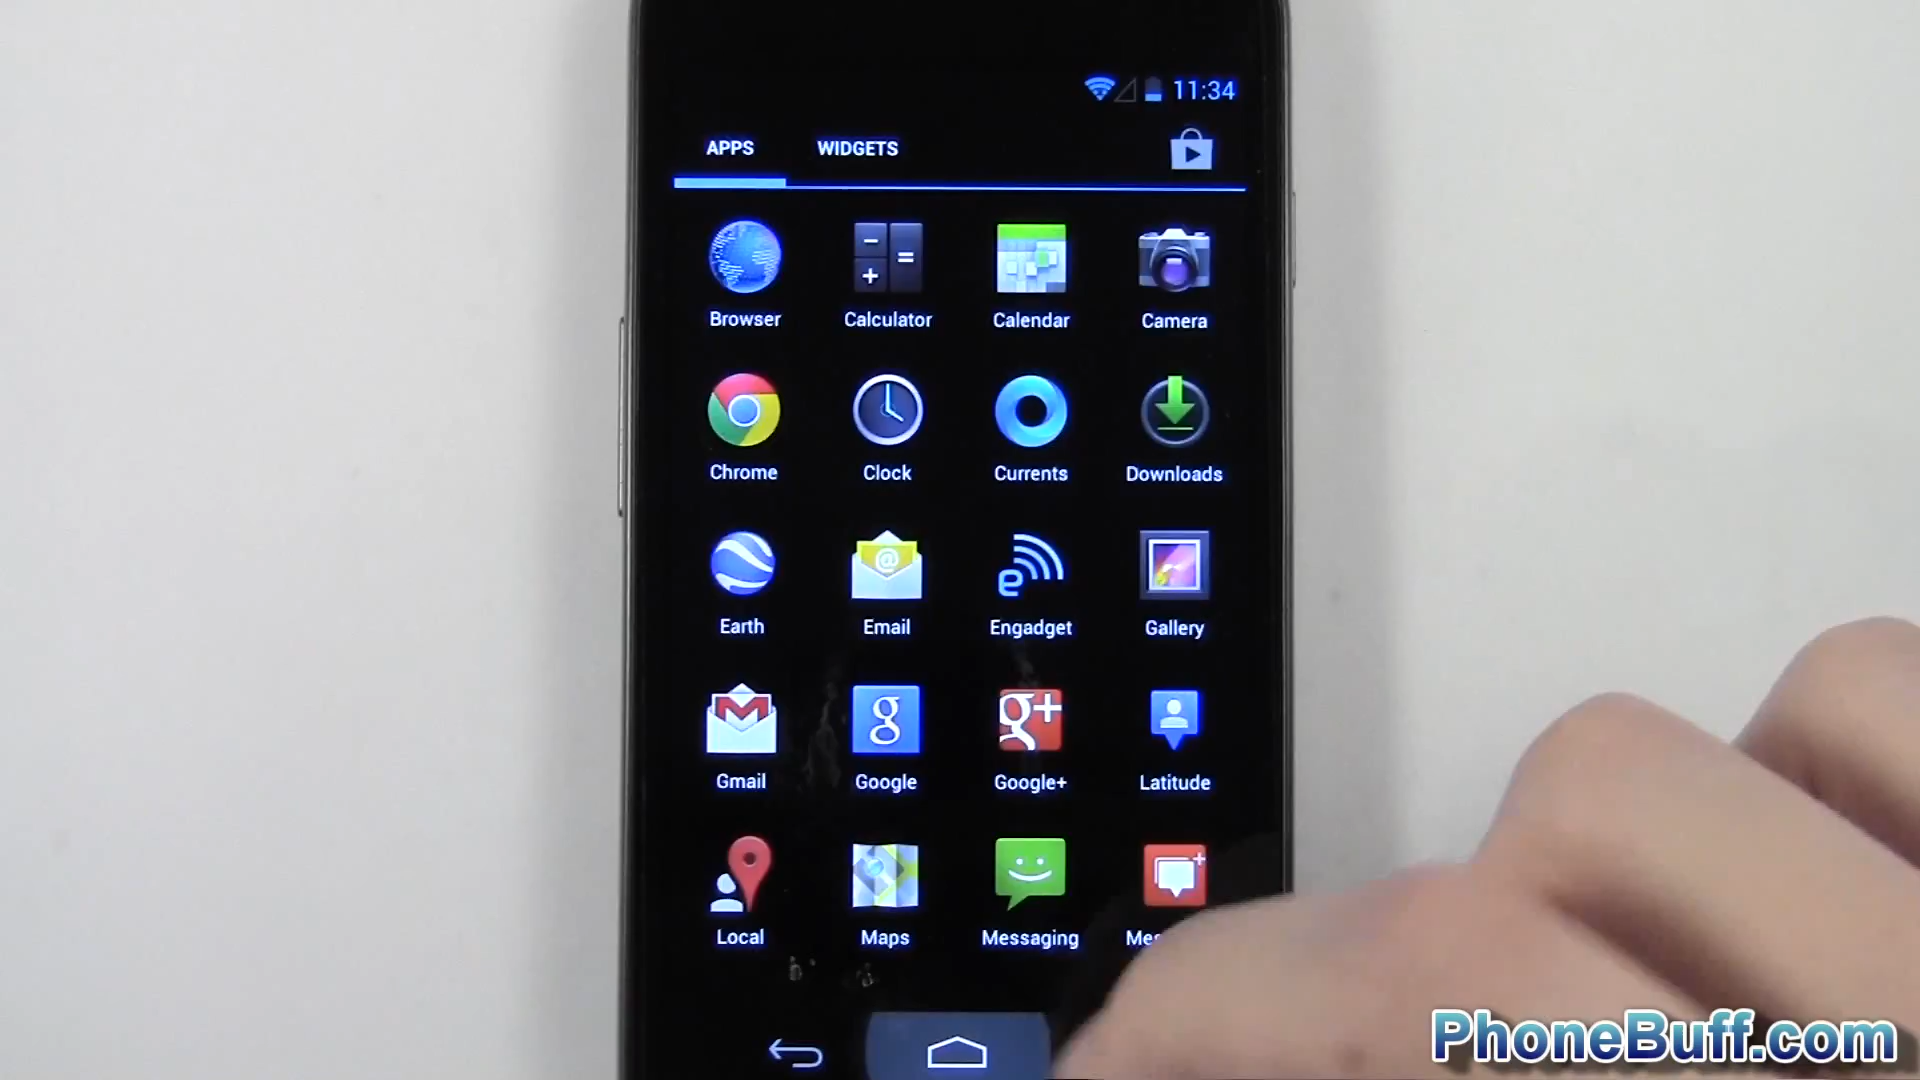 11:34
APPS WIDGETS
Browser Calculator Calendar Camera
Chrome Clock Currents Downloads
Earth Email Engadget Gallery
Gmail Google Google+ Latitude
Local Maps Messaging
PhoneBuff.com